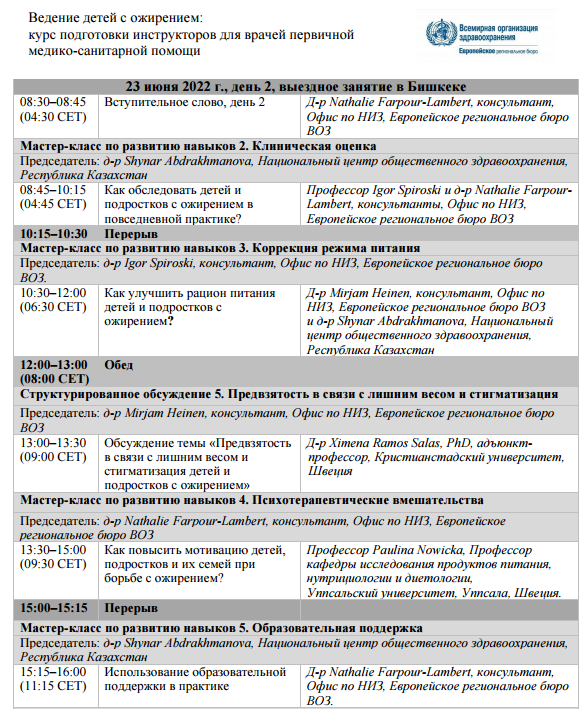 Ведение детей с ожирением:
курс подготовки инструкторов для врачей первичной
медико-санитарной помощи
Всемирная организация
здравоохранения
Европейское региональное бюро
23 июня 2022 г., день 2, выездное занятие в Бишкеке
08:30–08:45 Вступительное слово, день 2 Д-р Nathalie Farpour-Lambert, консультант,
(04:30 CET) Офис по НИЗ, Европейское региональное бюро
ВОЗ
Мастер-класс по развитию навыков 2. Клиническая оценка
Председатель: д-р Shynar Abdrakhmanova, Национальный центр общественного здравоохранения,
Республика Казахстан
08:45–10:15 Как обследовать детей и Профессор Igor Spiroski и д-р Nathalie Farpour-
(04:45 CET) подростков с ожирением в Lambert, консультанты, Офис по НИЗ,
повседневной практике? Европейское региональное бюро ВОЗ
10:15–10:30 Перерыв
Мастер-класс по развитию навыков 3. Коррекция режима питания
Председатель: д-р Igor Spiroski, консультант, Офис по НИЗ, Европейское региональное бюро
ВОЗ.
10:30–12:00 Как улучшить рацион питания Д-р Mirjam Heinen, консультант, Офис по
(06:30 CET) детей и подростков с НИЗ, Европейское региональное бюро ВОЗ
ожирением? и д-р Shynar Abdrakhmanova, Национальный
центр общественного здравоохранения,
Республика Казахстан
12:00–13:00 Обед
(08:00 CET)
Структурированное обсуждение 5. Предвзятость в связи с лишним весом и стигматизация
Председатель: д-р Mirjam Heinen, консультант, Офис по НИЗ, Европейское региональное бюро
ВОЗ
13:00–13:30 Обсуждение темы «Предвзятость Д-р Ximena Ramos Salas, PhD, адъюнкт-
(09:00 CET) в связи с лишним весом и профессор, Кристианстадский университет,
стигматизация детей и Швеция
подростков с ожирением»
Мастер-класс по развитию навыков 4. Психотерапевтические вмешательства
Председатель: д-р Nathalie Farpour-Lambert, консультант, Офис по НИЗ, Европейское
региональное бюро ВОЗ
13:30–15:00 Как повысить мотивацию детей, Профессор Paulina Nowicka, Профессор
(09:30 CET) подростков и их семей при кафедры исследования продуктов питания,
борьбе с ожирением? нутрициологии и диетологии,
Уппсальский университет, Уппсала, Швеция.
15:00–15:15 Перерыв
Мастер-класс по развитию навыков 5. Образовательная поддержка
Председатель: д-р Shynar Abdrakhmanova, Национальный центр общественного здравоохранения,
Республика Казахстан
15:15–16:00 Использование образовательной Д-р Nathalie Farpour-Lambert, консультант,
(11:15 CET) поддержки в практике Офис по НИЗ, Европейское региональное бюро
ВОЗ.